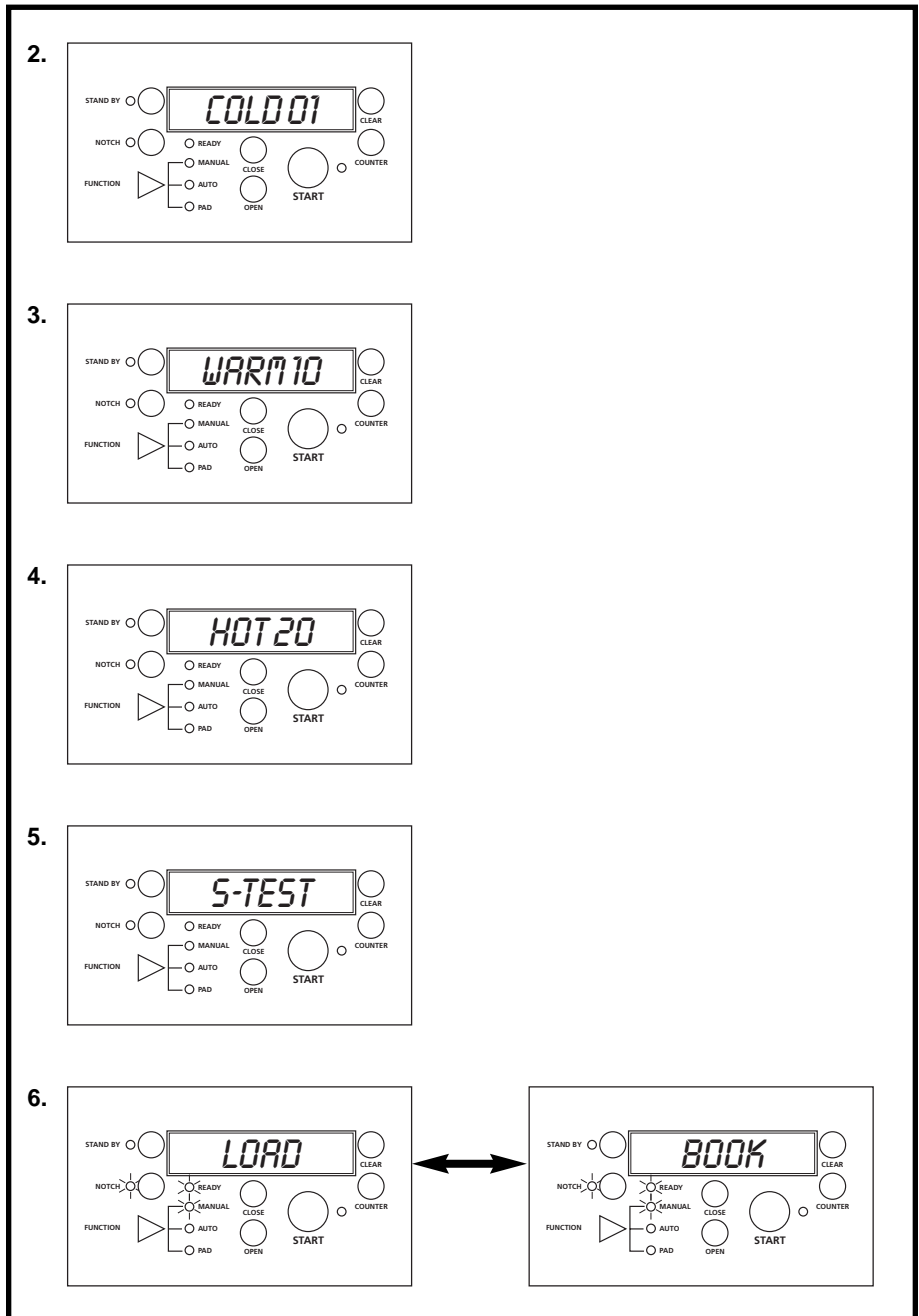 2.
COLD 01
STAND BY
CLEAR
NOTCH
READY
MANUAL
CLOSE
COUNTER
FUNCTION
AUTO
START
PAD
OPEN
3.
WARM 10
STAND BY
CLEAR
NOTCH
READY
MANUAL
CLOSE
COUNTER
FUNCTION
AUTO
START
PAD
OPEN
4.
HOT 20
STAND BY
CLEAR
NOTCH
READY
MANUAL
CLOSE
COUNTER
FUNCTION
AUTO
START
PAD
OPEN
5.
S-TEST
STAND BY
CLEAR
NOTCH
READY
MANUAL
CLOSE
COUNTER
FUNCTION
AUTO
START
PAD
OPEN
6.
LOAD
STAND BY
CLEAR
NOTCH
READY
MANUAL
CLOSE
COUNTER
FUNCTION
AUTO
START
PAD
OPEN
BOOK
STAND BY
CLEAR
NOTCH
READY
MANUAL
CLOSE
COUNTER
FUNCTION
AUTO
START
PAD
OPEN